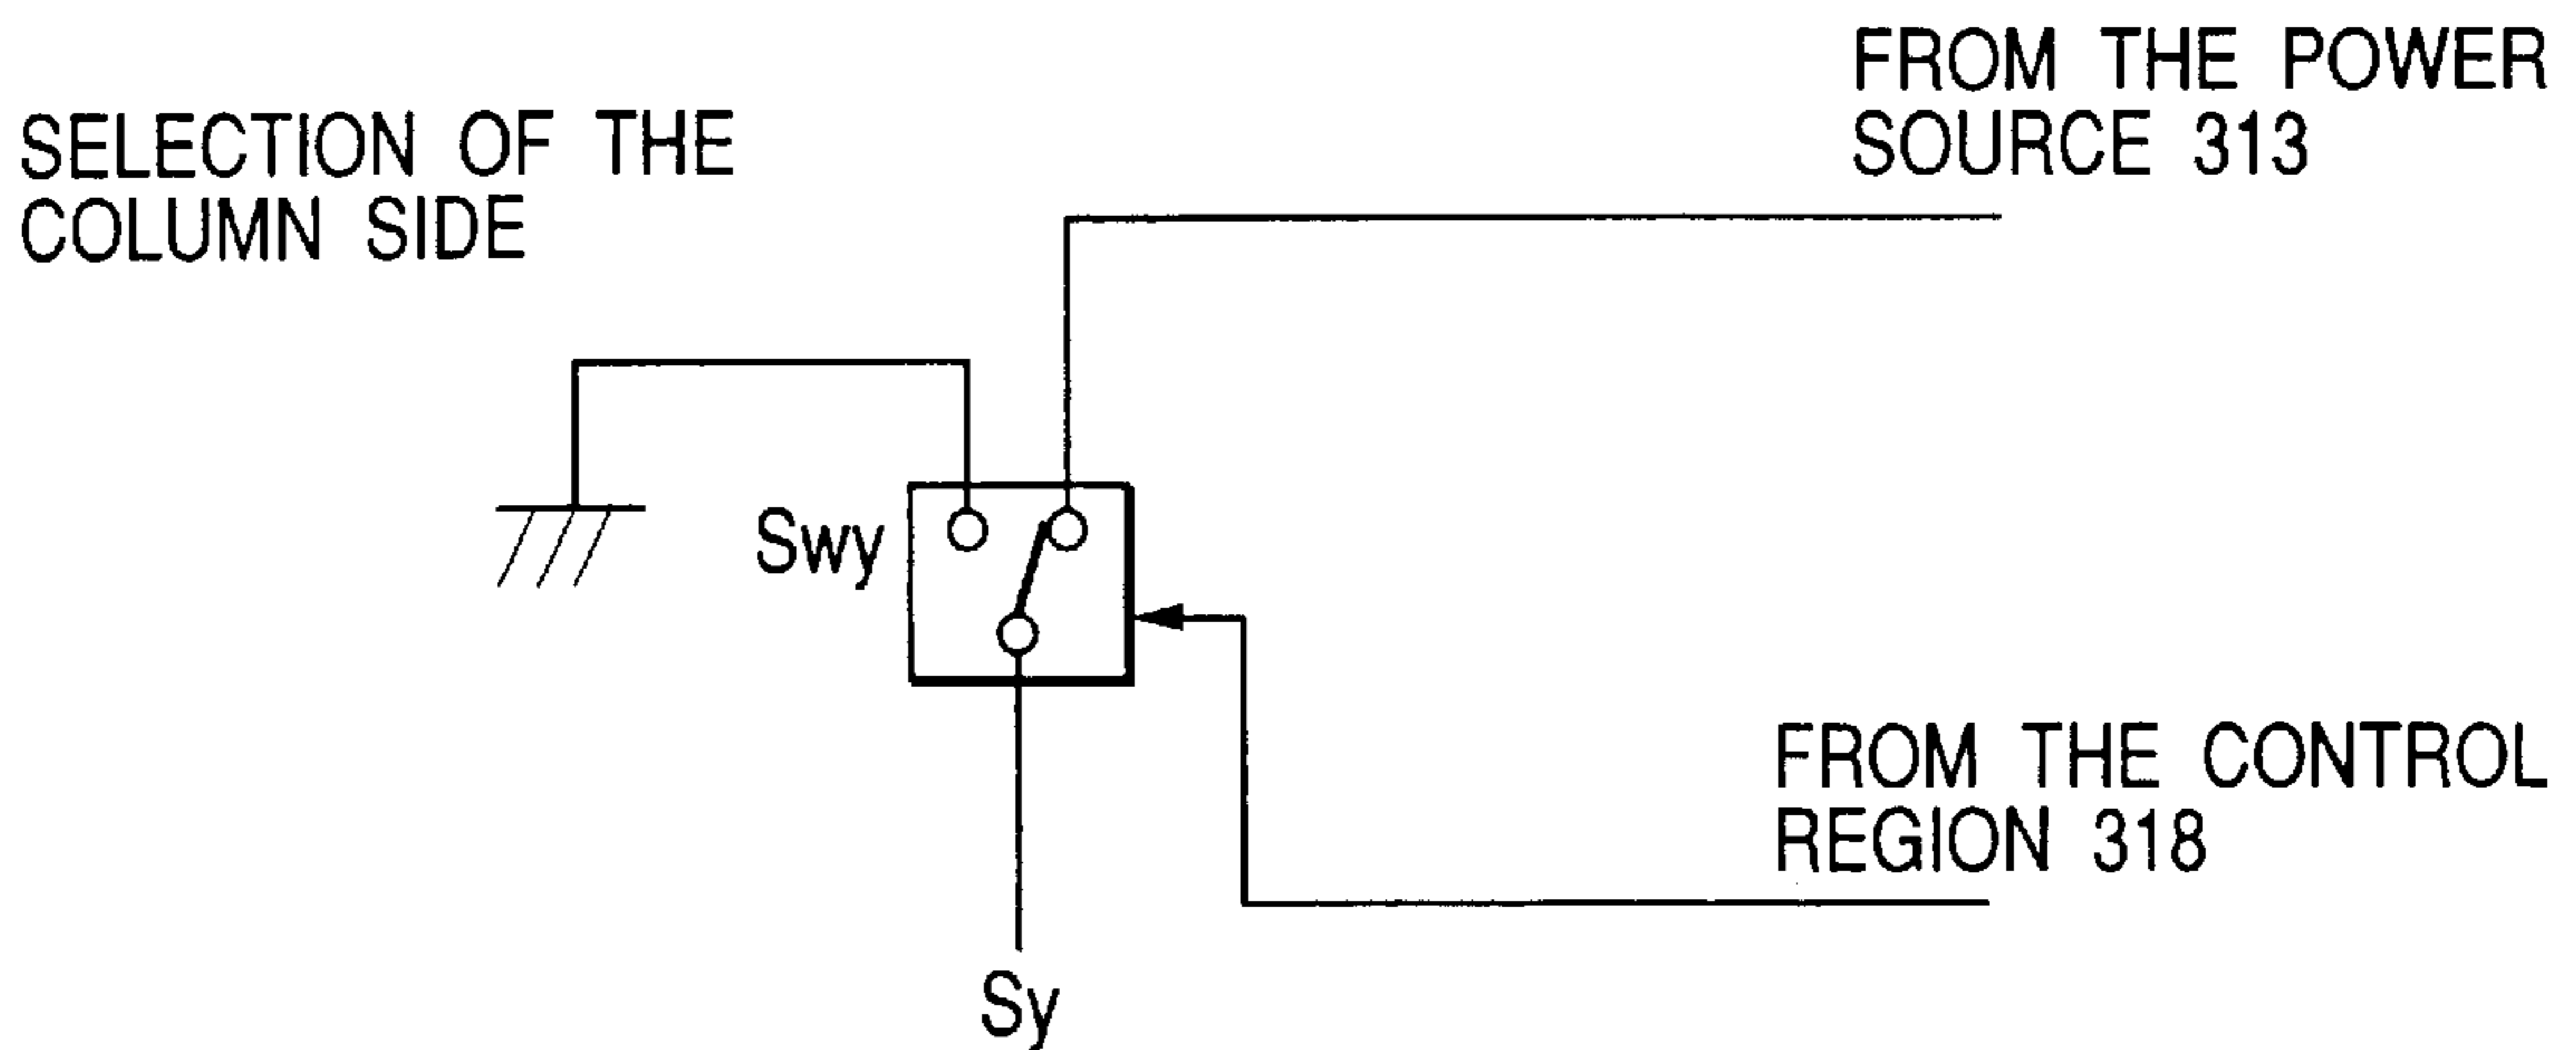 FROM THE POWER
SOURCE 313
SELECTION OF THE
COLUMN SIDE
Swy
FROM THE CONTROL
REGION 318
Sy